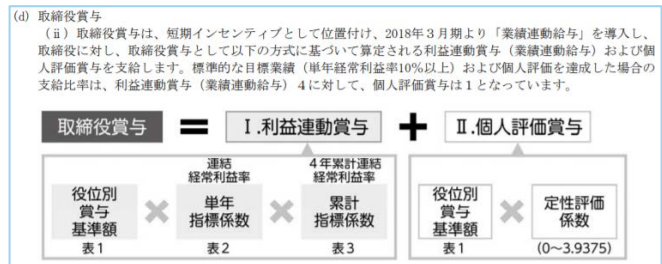 (d) 取締役賞与
(ⅱ) 取締役賞与は、短期インセンティブとして位置付け、2018年3月期より「業績連動給与」を導入し、
取締役に対し、取締役賞与として以下の方式に基づいて算定される利益連動賞与（業績連動給与）および個
人評価賞与を支給します。標準的な目標業績（単年経常利益率10％以上）および個人評価を達成した場合の
支給比率は、利益連動賞与（業績連動給与）4に対して、個人評価賞与は1となっています。
取締役賞与 = Ⅰ.利益連動賞与 + Ⅱ.個人評価賞与
連結
経常利益率
4年累計連結
経常利益率
役位別
賞与
基準額
表1
×
単年
指標係数
表2
×
累計
指標係数
表3
役位別
賞与
基準額
表1
×
定性評価
係数
(0～3.9375)